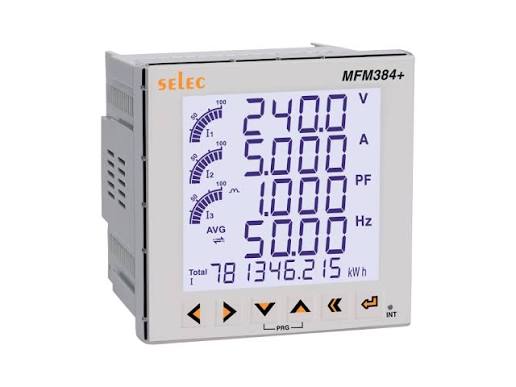 selec MFM384+
50 100 I1 240.0 V
50 100 I2 5.000 A
50 100 I3 1.000 PF
AVG 50.00 Hz
Total I 781346.215 kWh
PRG INT